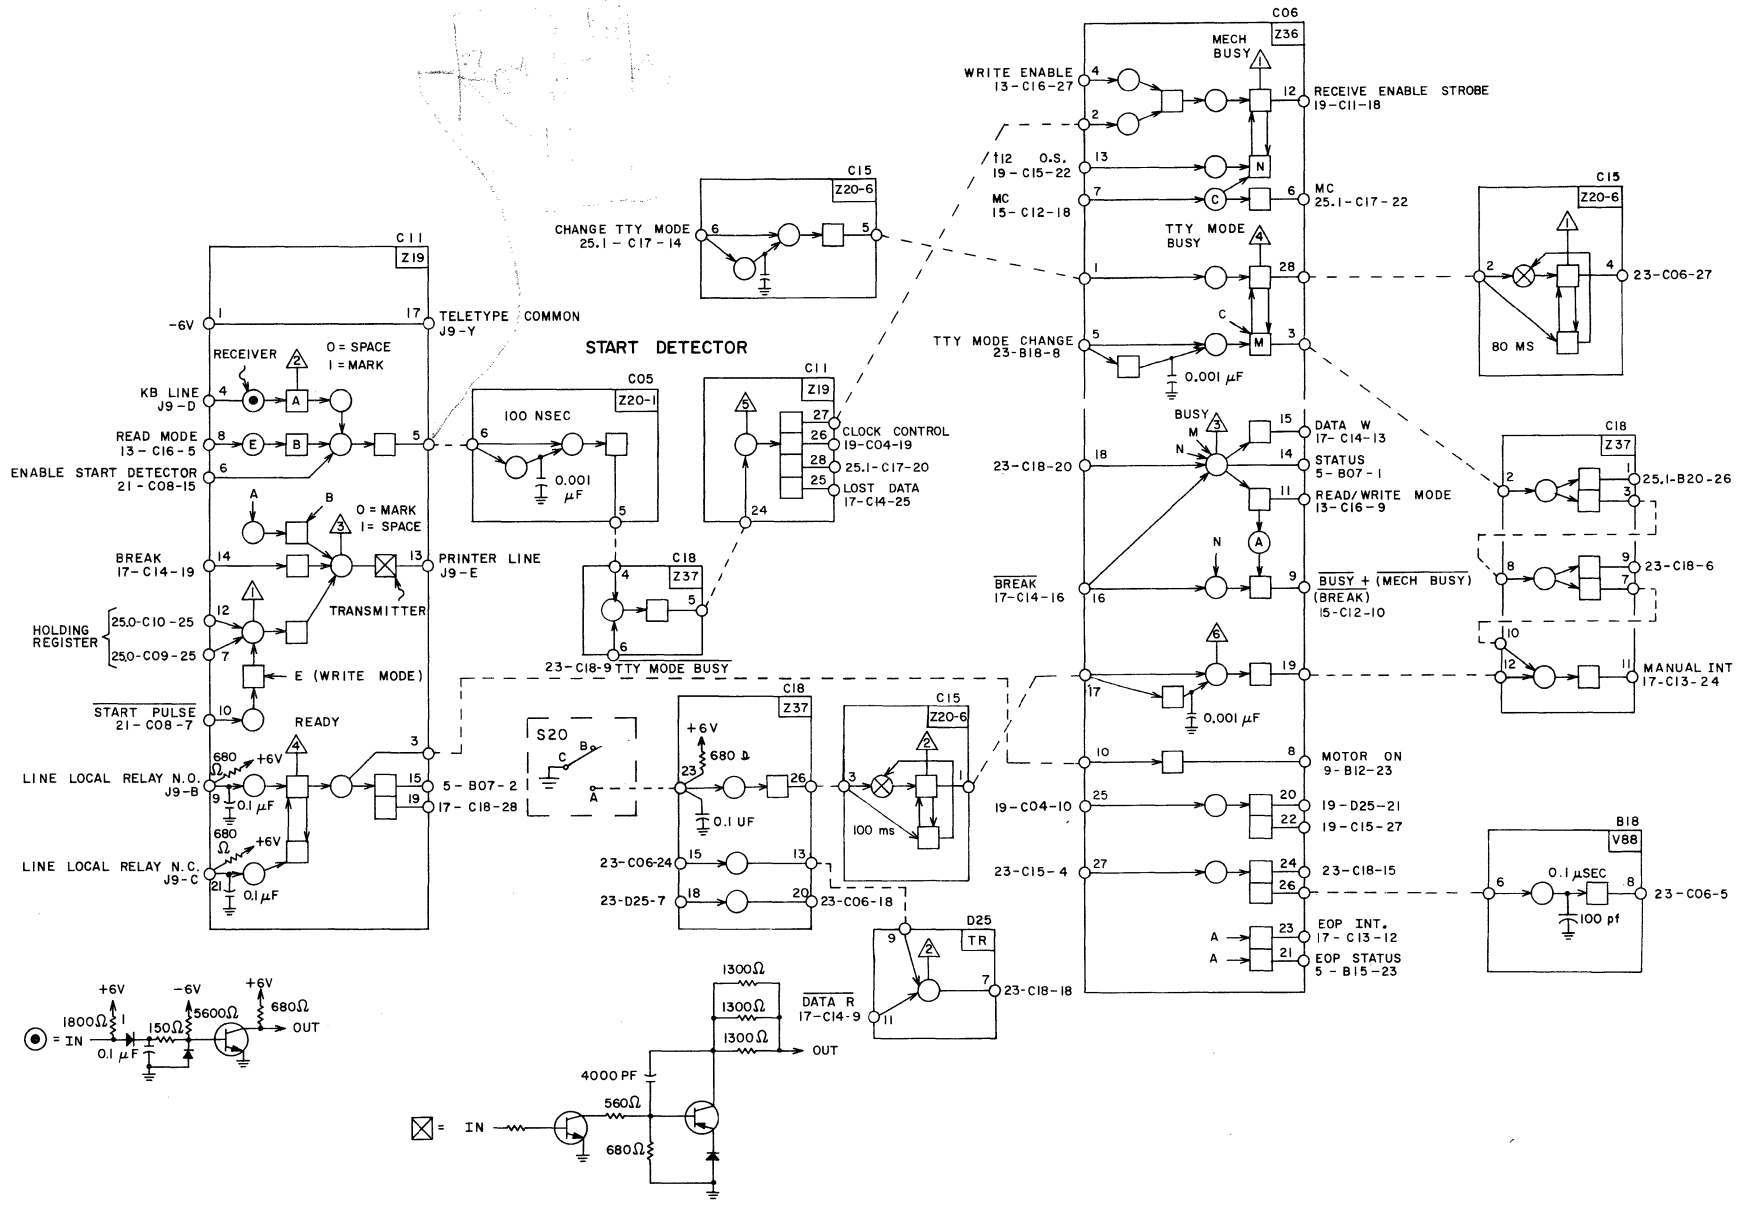 C06
Z36
MECH
BUSY
1
WRITE ENABLE
13-C16-27
4
12
RECEIVE ENABLE STROBE
19-C11-18
2
†12 O.S.
19-C15-22
13
N
MC
15-C12-18
7
C
6
MC
25.1-C17-22
TTY MODE
BUSY
4
1
28
C
TTY MODE CHANGE
23-B18-8
5
M
3
0.001 µF
BUSY
3
M
N
15
DATA W
17-C14-13
23-C18-20
18
14
STATUS
5-B07-1
11
READ/WRITE MODE
13-C16-9
N
A
BREAK
17-C14-16
16
9
BUSY + (MECH BUSY)
(BREAK)
15-C12-10
6
17
19
0.001 µF
10
8
MOTOR ON
9-B12-23
19-C04-10
25
20
19-D25-21
22
19-C15-27
23-C15-4
27
24
23-C18-15
26
A
23
EOP INT.
17-C13-12
A
21
EOP STATUS
5-B15-23
C15
Z20-6
CHANGE TTY MODE
25.1-C17-14
6
5
C15
Z20-6
1
2
4
23-C06-27
80 MS
C11
Z19
-6V
1
17
TELETYPE COMMON
J9-Y
RECEIVER
2
0 = SPACE
1 = MARK
KB LINE
J9-D
4
A
READ MODE
13-C16-5
8
E
B
5
ENABLE START DETECTOR
21-C08-15
6
A
B
0 = MARK
1 = SPACE
3
BREAK
17-C14-19
14
13
PRINTER LINE
J9-E
TRANSMITTER
1
HOLDING
REGISTER
25.0-C10-25
12
25.0-C09-25
7
E (WRITE MODE)
START PULSE
21-C08-7
10
READY
4
3
680
Ω
+6V
LINE LOCAL RELAY N.O.
J9-B
9
0.1 µF
15
5-B07-2
19
17-C18-28
680
Ω
+6V
LINE LOCAL RELAY N.C.
J9-C
21
0.1 µF
START DETECTOR
C05
Z20-1
100 NSEC
6
0.001
µF
5
C11
Z19
5
27
CLOCK CONTROL
19-C04-19
26
28
25.1-C17-20
25
LOST DATA
17-C14-25
24
C18
Z37
4
5
6
23-C18-9 TTY MODE BUSY
S20
B
C
A
C18
Z37
+6V
680 Ω
23
26
0.1 UF
23-C06-24
15
13
23-D25-7
18
20
23-C06-18
C15
Z20-6
2
3
1
100 ms
D25
TR
9
2
7
23-C18-18
DATA R
17-C14-9
11
C18
Z37
2
1
25.1-B20-26
3
8
9
23-C18-6
7
10
12
11
MANUAL INT
17-C13-24
B18
V88
6
0.1 µSEC
8
23-C06-5
100 pf
= IN
+6V
1800Ω
1
0.1 µF
150Ω
-6V
5600Ω
+6V
680Ω
OUT
= IN
560Ω
4000 PF
680Ω
1300Ω
1300Ω
1300Ω
OUT